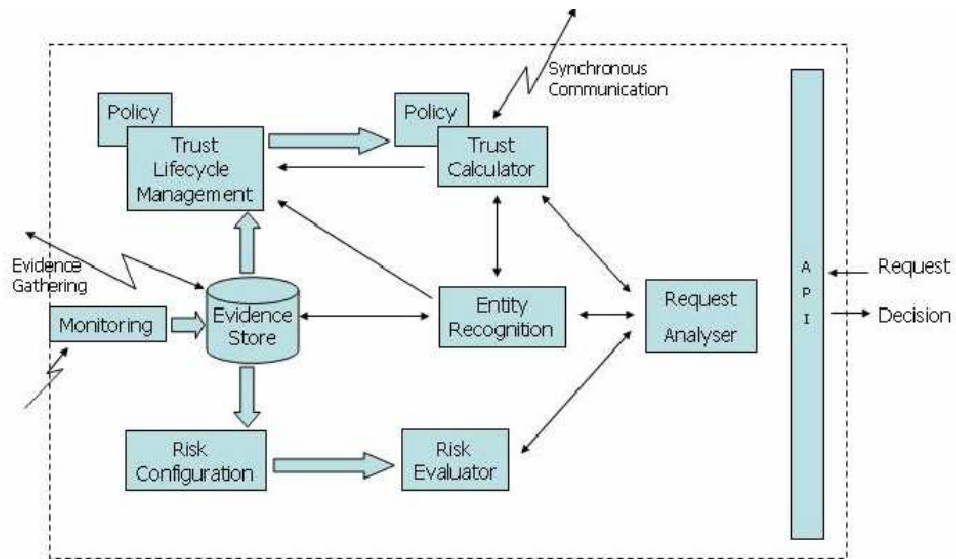 Synchronous
Communication
Policy
Trust
Lifecycle
Management
Policy
Trust
Calculator
Evidence
Gathering
Monitoring
Evidence
Store
Entity
Recognition
Request
Analyser
A
P
I
Request
Decision
Risk
Configuration
Risk
Evaluator